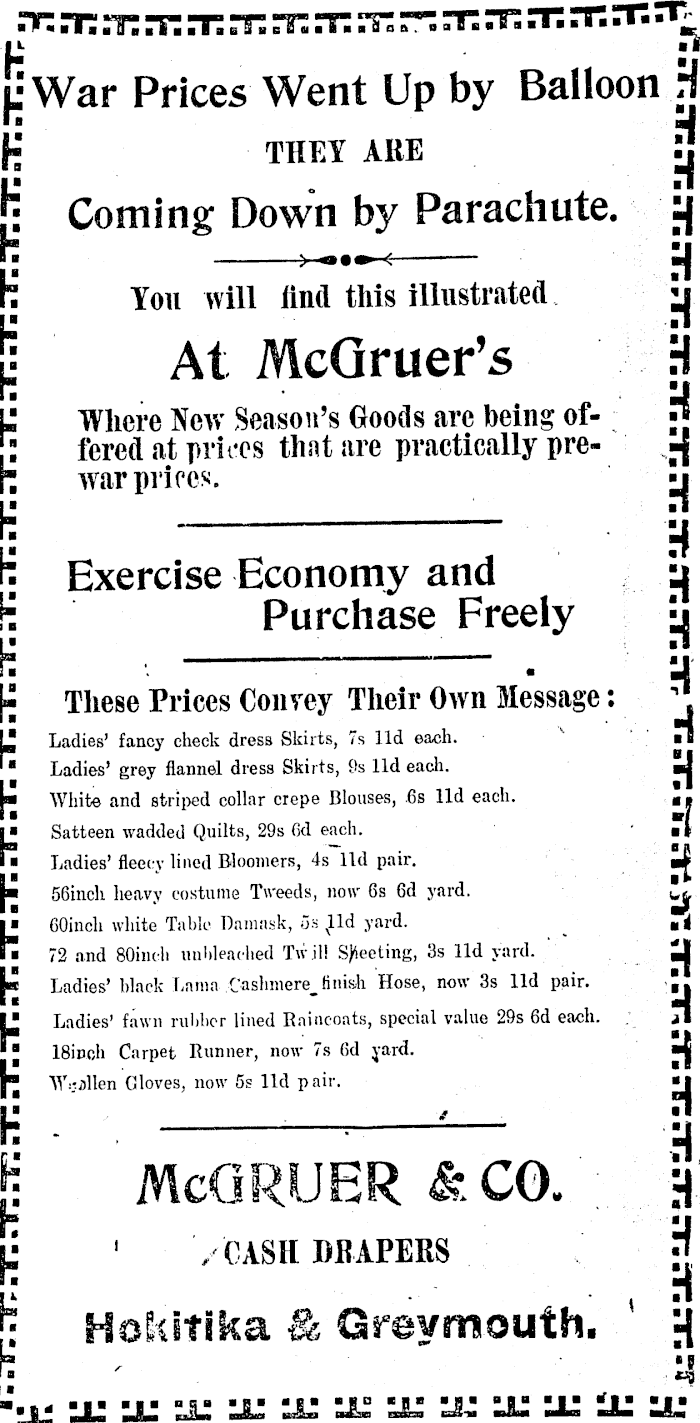 War Prices Went Up by Balloon
THEY ARE
Coming Down by Parachute.
You will find this illustrated
At McGruer's
Where New Season's Goods are being of-
fered at prices that are practically pre-
war prices.
Exercise Economy and
Purchase Freely
These Prices Convey Their Own Message:
Ladies' fancy check dress Skirts, 7s 11d each.
Ladies' grey flannel dress Skirts, 9s 11d each.
White and striped collar crepe Blouses, 6s 11d each.
Satteen wadded Quilts, 29s 6d each.
Ladies' fleecy lined Bloomers, 4s 11d pair.
56inch heavy costume Tweeds, now 6s 6d yard.
60inch white Table Damask, 5s 11d yard.
72 and 80inch unbleached Twill Sheeting, 3s 11d yard.
Ladies' black Lama Cashmere finish Hose, now 3s 11d pair.
Ladies' fawn rubber lined Raincoats, special value 29s 6d each.
18inch Carpet Runner, now 7s 6d yard.
Woollen Gloves, now 5s 11d pair.
McGRUER & CO.
CASH DRAPERS
Hokitika & Greymouth.